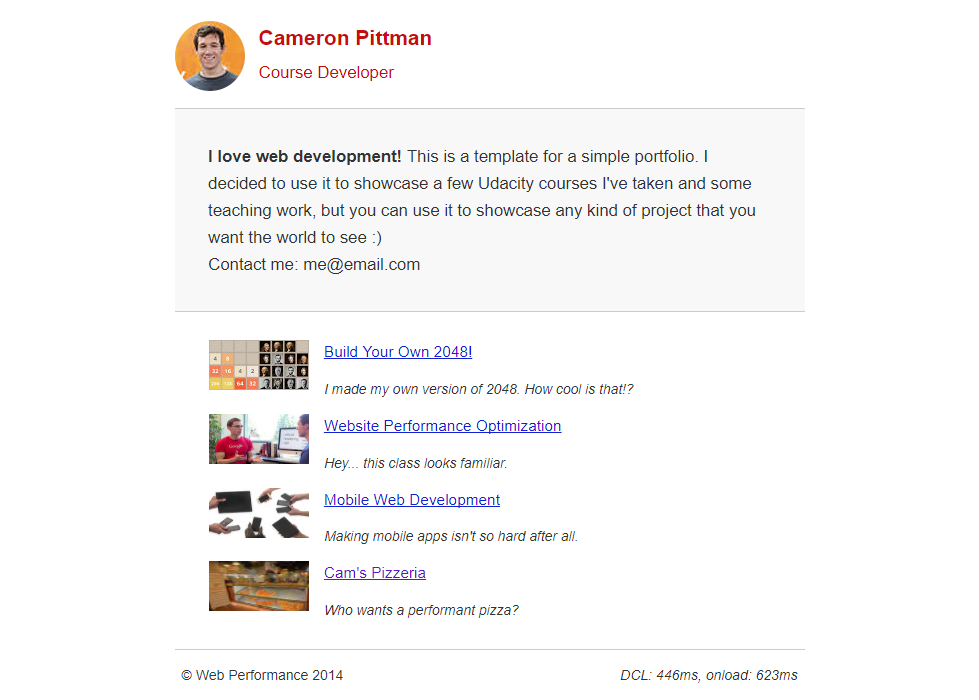 Cameron Pittman
Course Developer
I love web development! This is a template for a simple portfolio. I
decided to use it to showcase a few Udacity courses I've taken and some
teaching work, but you can use it to showcase any kind of project that you
want the world to see :)
Contact me: me@email.com
Build Your Own 2048!
I made my own version of 2048. How cool is that!?
Website Performance Optimization
Hey... this class looks familiar.
Mobile Web Development
Making mobile apps isn't so hard after all.
Cam's Pizzeria
Who wants a performant pizza?
© Web Performance 2014
DCL: 446ms, onload: 623ms